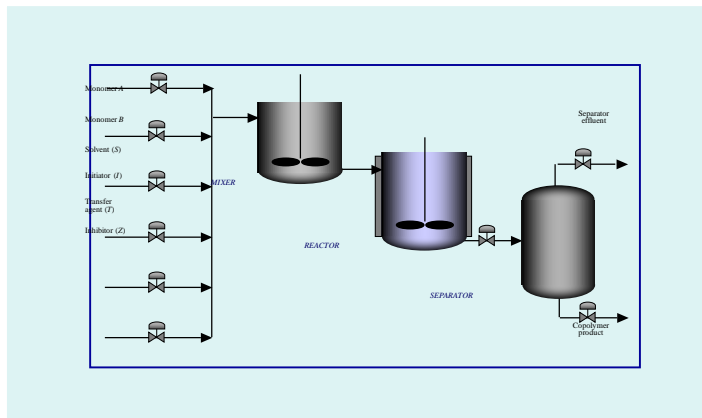 Monomer A
Monomer B
Solvent (S)
Initiator (I)
Transfer
agent (T)
Inhibitor (Z)
MIXER
REACTOR
SEPARATOR
Separator
effluent
Copolymer
product